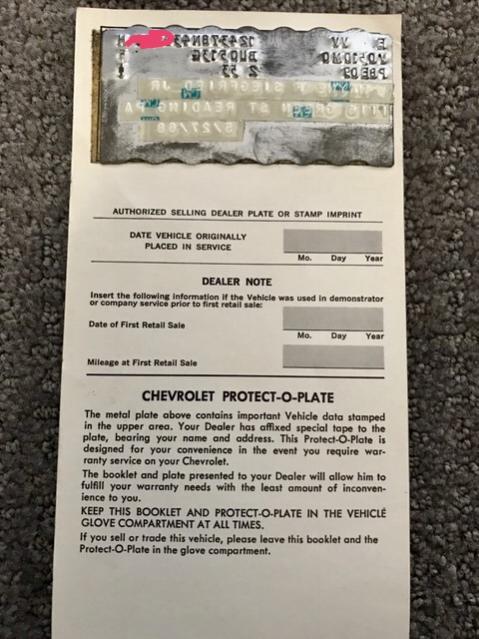 AUTHORIZED SELLING DEALER PLATE OR STAMP IMPRINT
DATE VEHICLE ORIGINALLY
PLACED IN SERVICE
Mo. Day Year
DEALER NOTE
Insert the following information if the Vehicle was used in demonstrator
or company service prior to first retail sale:
Date of First Retail Sale
Mo. Day Year
Mileage at First Retail Sale
CHEVROLET PROTECT-O-PLATE
The metal plate above contains important Vehicle data stamped
in the upper area. Your Dealer has affixed special tape to the
plate, bearing your name and address. This Protect-O-Plate is
designed for your convenience in the event you require war-
ranty service on your Chevrolet.
The booklet and plate presented to your Dealer will allow him to
fulfill your warranty needs with the least amount of inconven-
ience to you.
KEEP THIS BOOKLET AND PROTECT-O-PLATE IN THE VEHICLE
GLOVE COMPARTMENT AT ALL TIMES.
If you sell or trade this vehicle, please leave this booklet and the
Protect-O-Plate in the glove compartment.